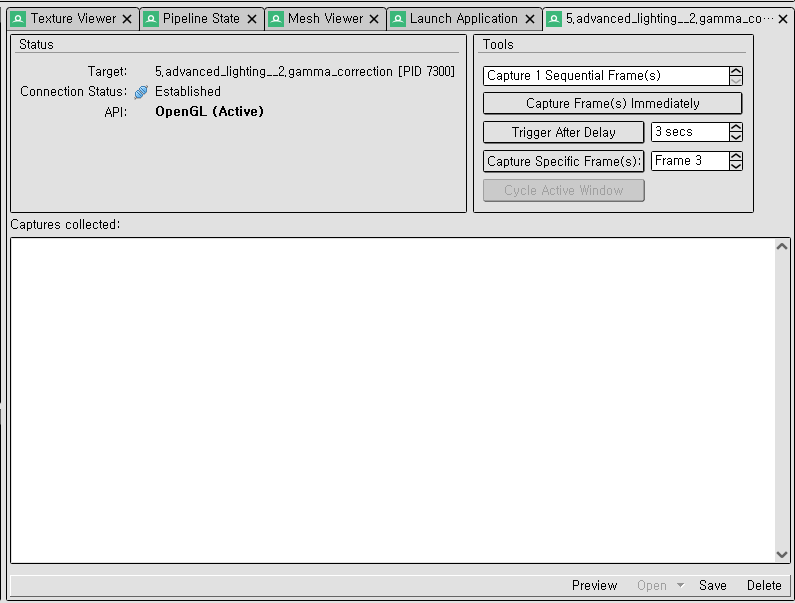 Texture Viewer
Pipeline State
Mesh Viewer
Launch Application
5.advanced_lighting__2.gamma_co···
Status
Target: 5.advanced_lighting__2.gamma_correction [PID 7300]
Connection Status: Established
API: OpenGL (Active)
Tools
Capture 1 Sequential Frame(s)
Capture Frame(s) Immediately
Trigger After Delay 3 secs
Capture Specific Frame(s): Frame 3
Cycle Active Window
Captures collected:
Preview Open Save Delete